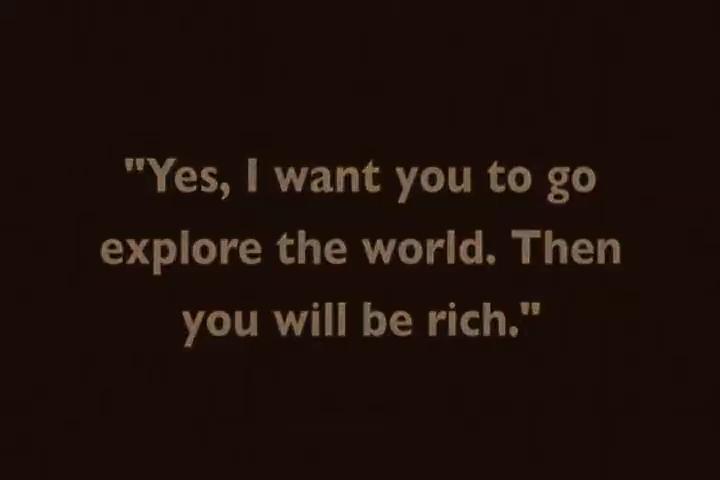 "Yes, I want you to go
explore the world. Then
you will be rich."